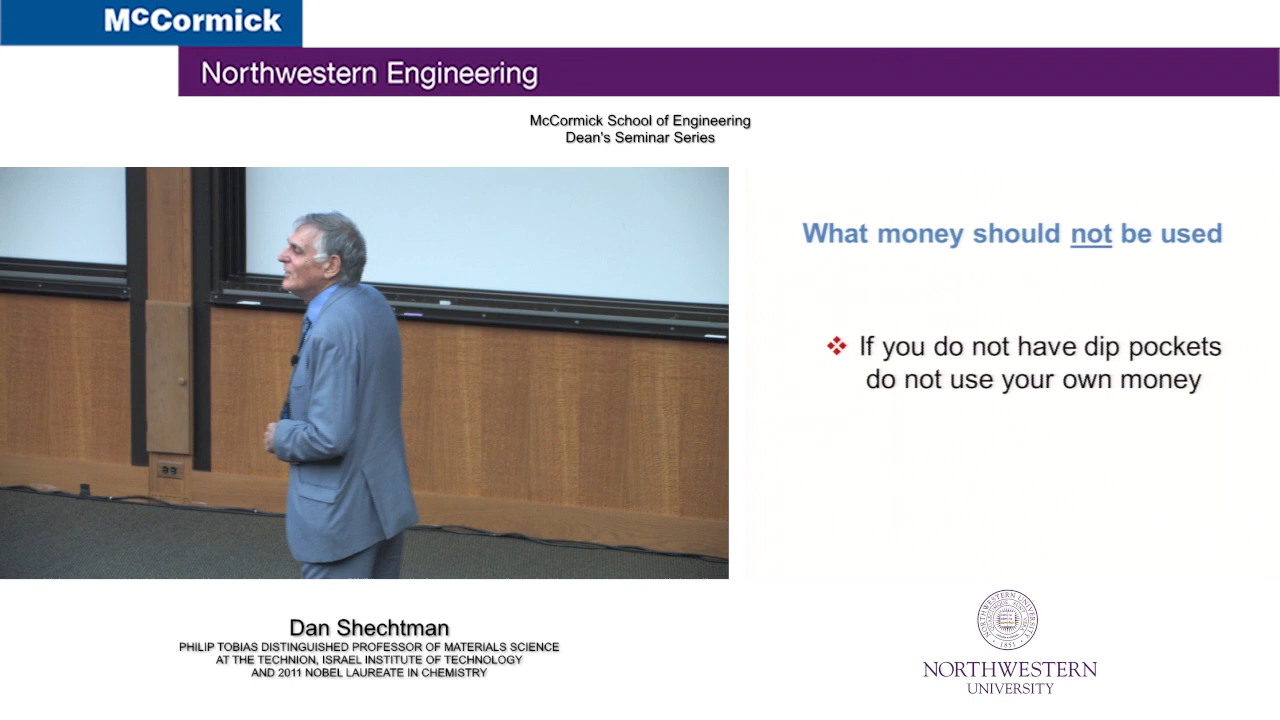 McCormick
Northwestern Engineering
McCormick School of Engineering
Dean's Seminar Series
What money should not be used
❖ If you do not have dip pockets
do not use your own money
Dan Shechtman
PHILIP TOBIAS DISTINGUISHED PROFESSOR OF MATERIALS SCIENCE
AT THE TECHNION, ISRAEL INSTITUTE OF TECHNOLOGY
AND 2011 NOBEL LAUREATE IN CHEMISTRY
1851
NORTHWESTERN
UNIVERSITY